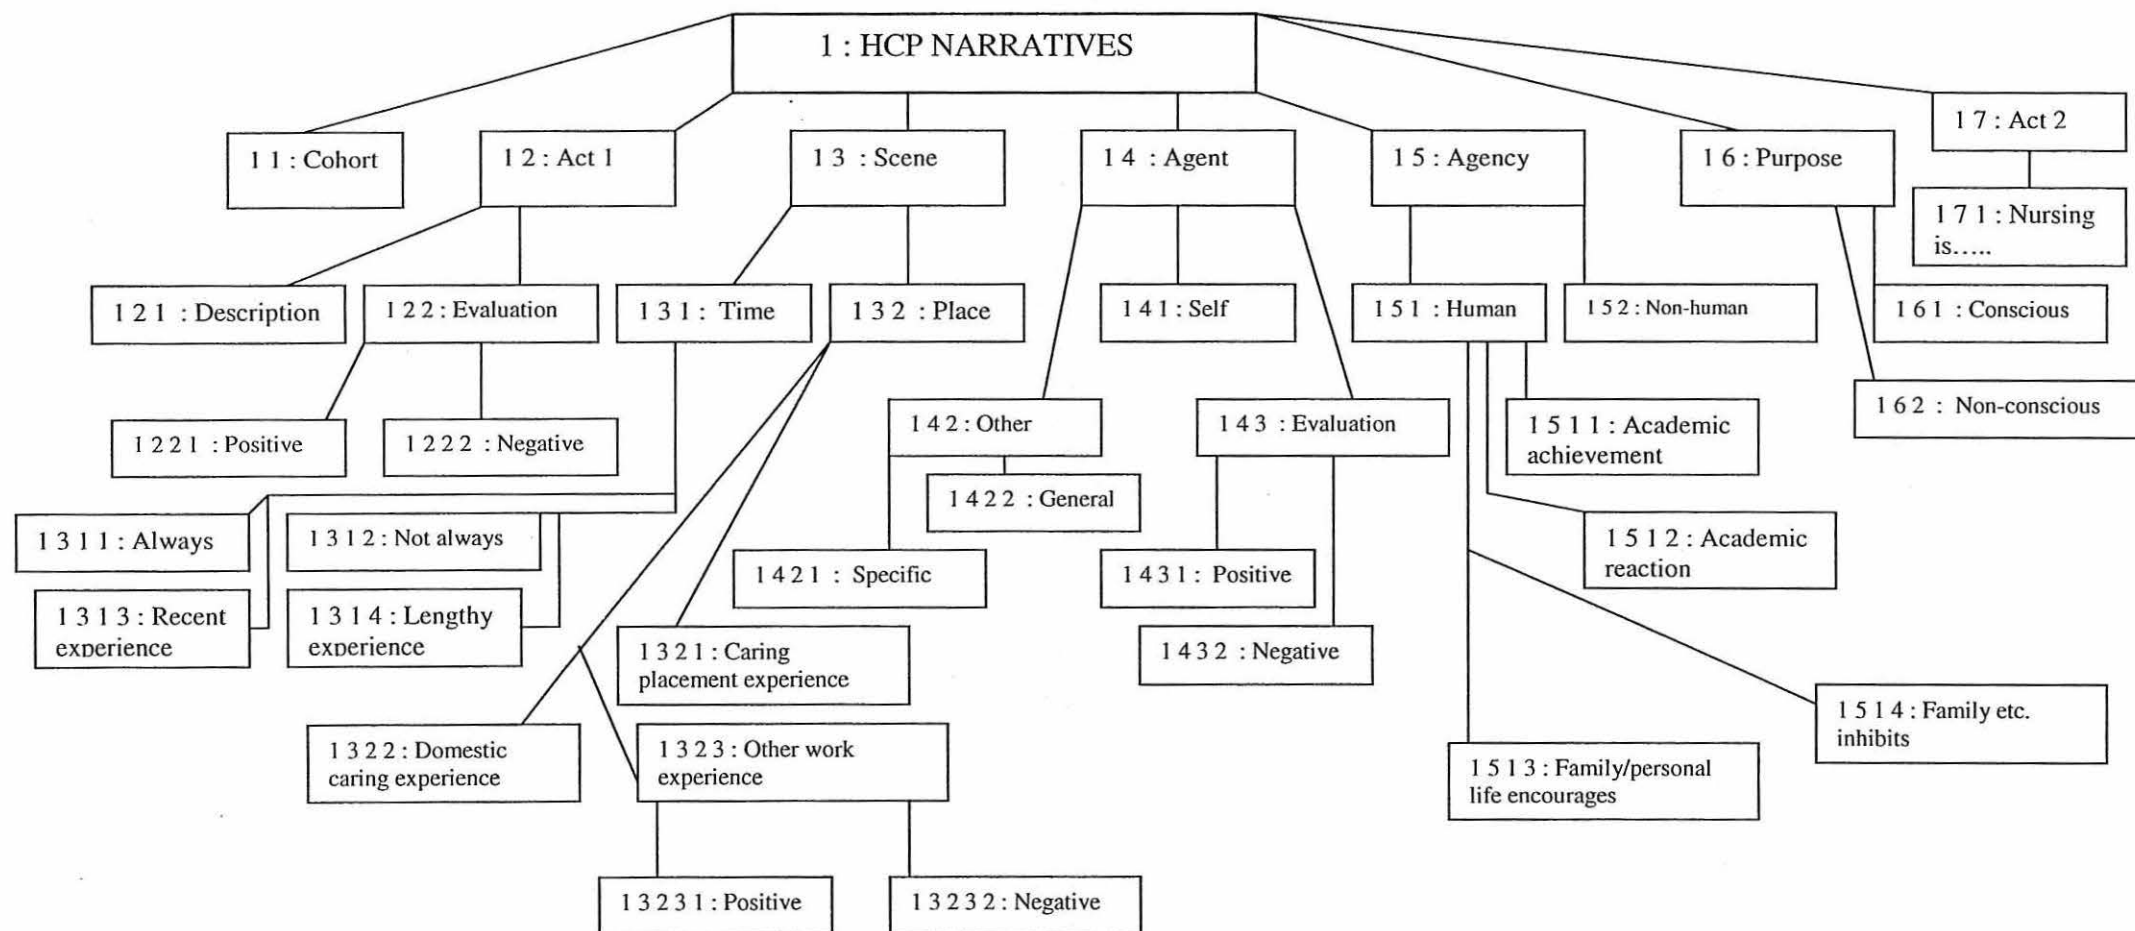 1 : HCP NARRATIVES
1 7 : Act 2
1 1 : Cohort
1 2 : Act 1
1 3 : Scene
1 4 : Agent
1 5 : Agency
1 6 : Purpose
1 7 1 : Nursing
is…..
1 2 1 : Description
1 2 2 : Evaluation
1 3 1 : Time
1 3 2 : Place
1 4 1 : Self
1 5 1 : Human
1 5 2 : Non-human
1 6 1 : Conscious
1 6 2 : Non-conscious
1 2 2 1 : Positive
1 2 2 2 : Negative
1 4 2 : Other
1 4 3 : Evaluation
1 5 1 1 : Academic
achievement
1 4 2 2 : General
1 3 1 1 : Always
1 3 1 2 : Not always
1 4 2 1 : Specific
1 4 3 1 : Positive
1 5 1 2 : Academic
reaction
1 3 1 3 : Recent
experience
1 3 1 4 : Lengthy
experience
1 3 2 1 : Caring
placement experience
1 4 3 2 : Negative
1 5 1 4 : Family etc.
inhibits
1 3 2 2 : Domestic
caring experience
1 3 2 3 : Other work
experience
1 5 1 3 : Family/personal
life encourages
1 3 2 3 1 : Positive
1 3 2 3 2 : Negative